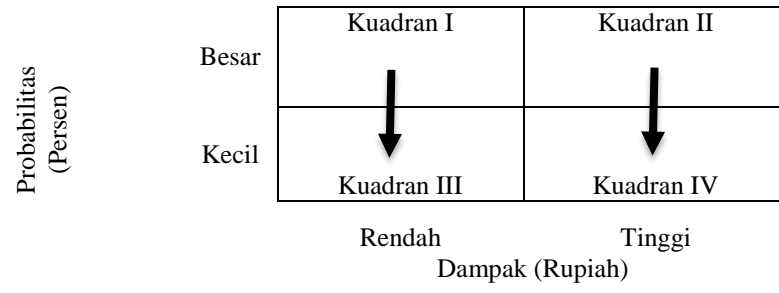 Probabilitas
(Persen)
Besar
Kuadran I
Kuadran II
Kecil
Kuadran III
Kuadran IV
Rendah
Tinggi
Dampak (Rupiah)